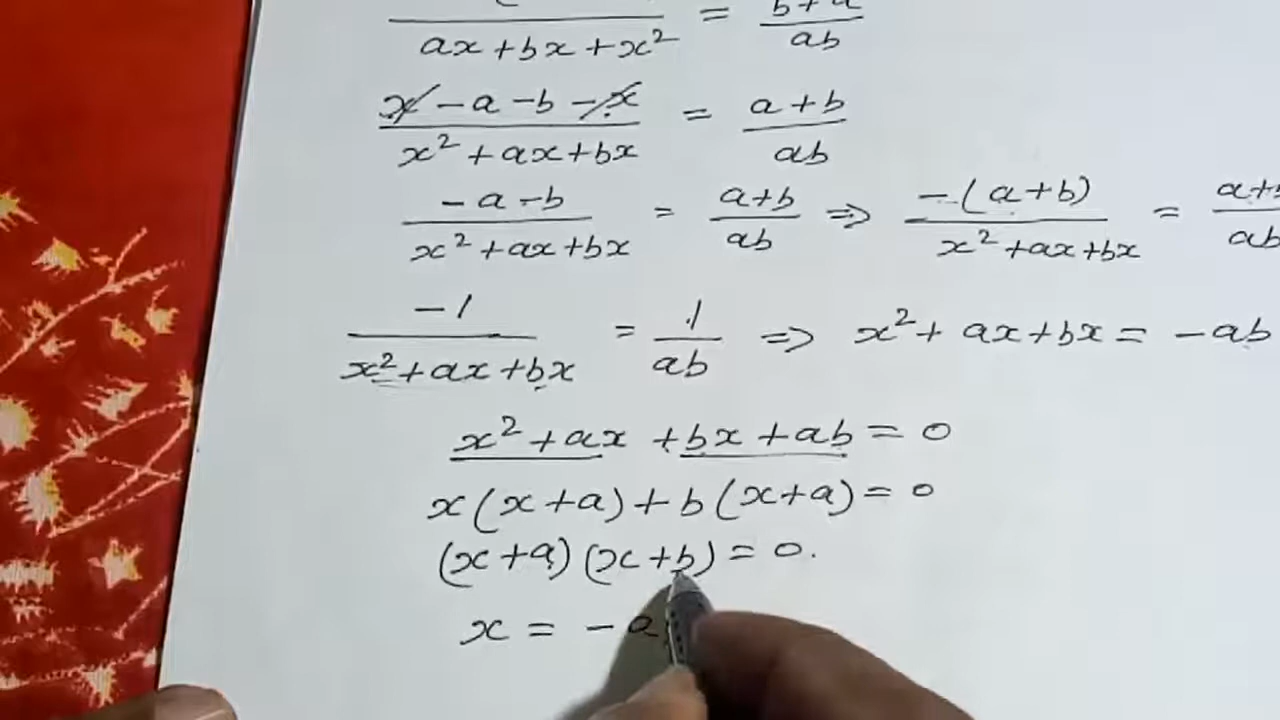 ax + bx + x² = b + a / ab
x - a - b - x / x² + ax + bx = a + b / ab
-a - b / x² + ax + bx = a + b / ab ⇒ -(a + b) / x² + ax + bx = a + b / ab
-1 / x² + ax + bx = 1 / ab ⇒ x² + ax + bx = -ab
x² + ax + bx + ab = 0
x(x + a) + b(x + a) = 0
(x + a)(x + b) = 0.
x = -a,